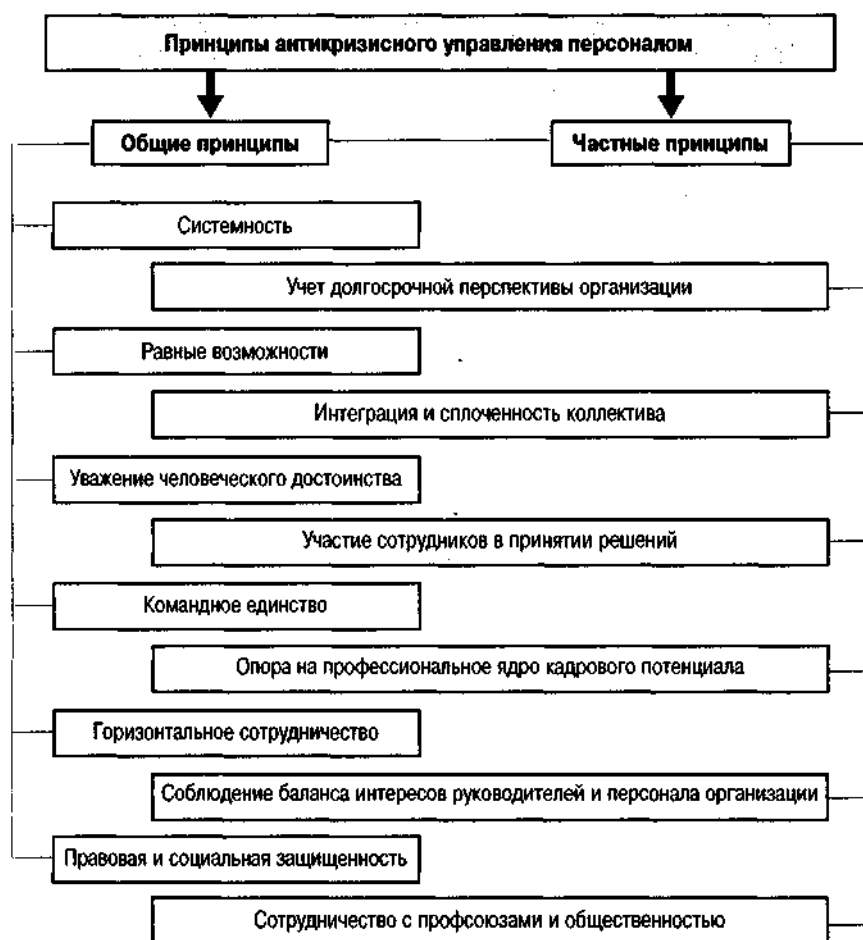 Принципы антикризисного управления персоналом
Общие принципы
Частные принципы
Системность
Учет долгосрочной перспективы организации
Равные возможности
Интеграция и сплоченность коллектива
Уважение человеческого достоинства
Участие сотрудников в принятии решений
Командное единство
Опора на профессиональное ядро кадрового потенциала
Горизонтальное сотрудничество
Соблюдение баланса интересов руководителей и персонала организации
Правовая и социальная защищенность
Сотрудничество с профсоюзами и общественностью